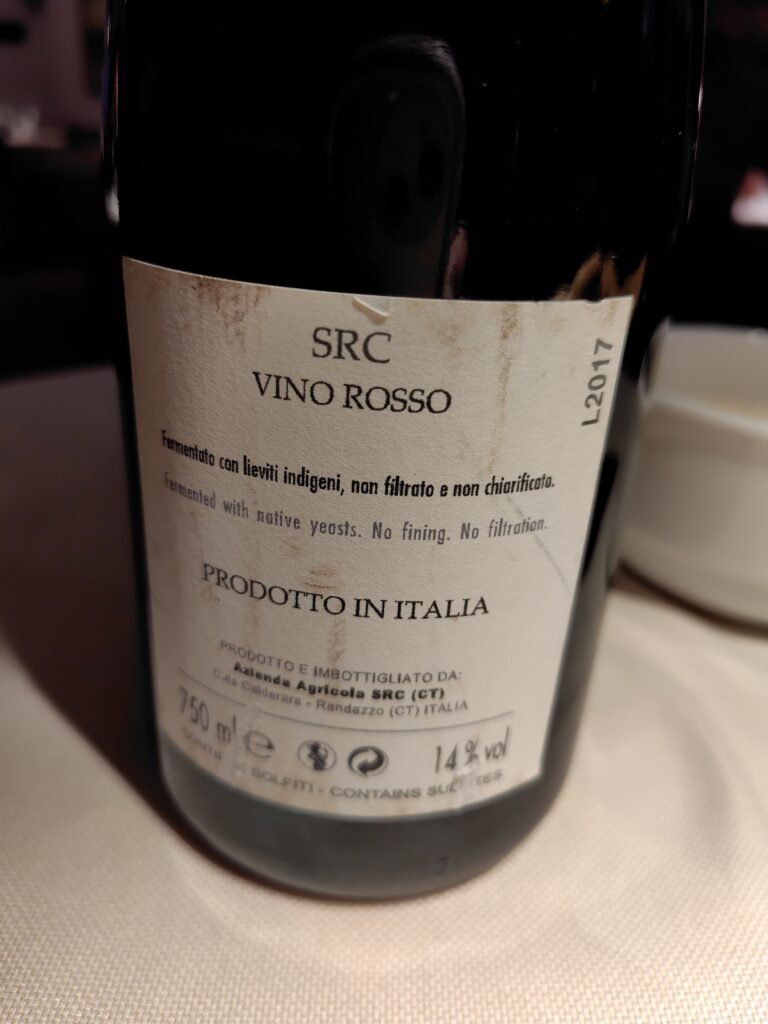 SRC
VINO ROSSO
L2017
Fermentato con lieviti indigeni, non filtrato e non chiarificato.
Fermented with native yeasts. No fining. No filtration.
PRODOTTO IN ITALIA
PRODOTTO E IMBOTTIGLIATO DA:
Azienda Agricola SRC (CT)
C.da Calderara - Randazzo (CT) ITALIA
750 ml e 14% vol
SOLFITI - CONTAINS SULFITES